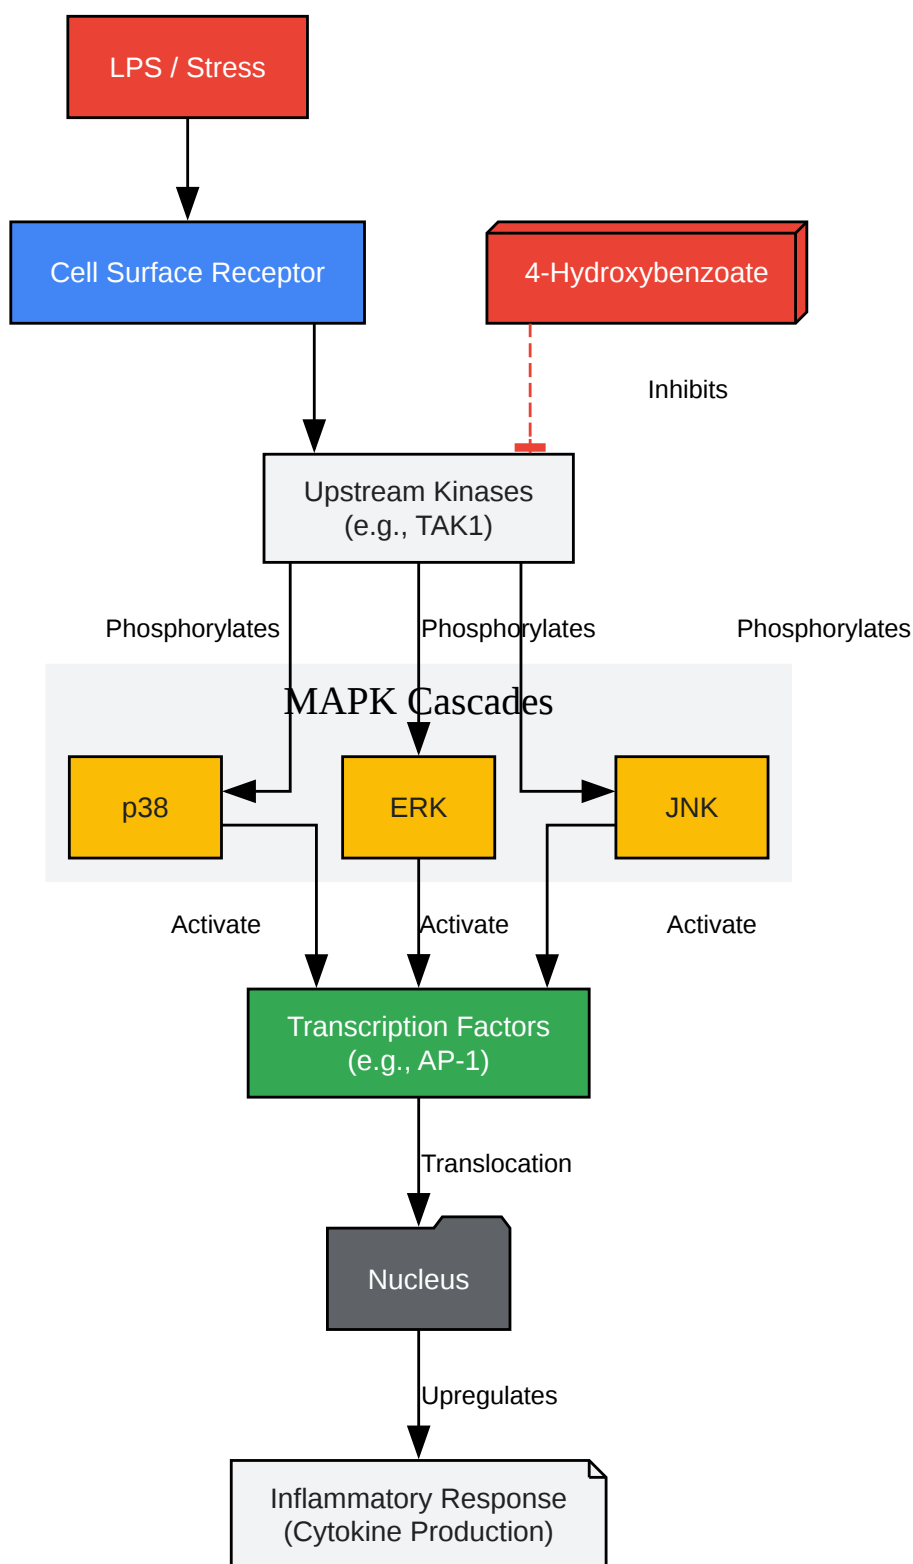 LPS / Stress
Cell Surface Receptor
4-Hydroxybenzoate
Inhibits
Upstream Kinases
(e.g., TAK1)
Phosphorylates
Phosphorylates
Phosphorylates
MAPK Cascades
p38
ERK
JNK
Activate
Activate
Activate
Transcription Factors
(e.g., AP-1)
Translocation
Nucleus
Upregulates
Inflammatory Response
(Cytokine Production)